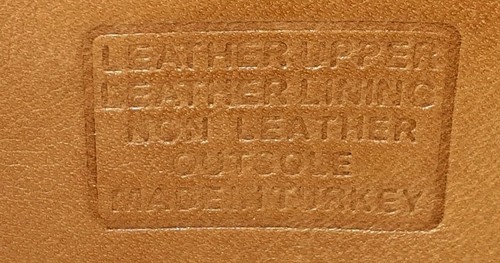 LEATHER UPPER
LEATHER LINING
NON LEATHER
OUTSOLE
MADE IN TURKEY